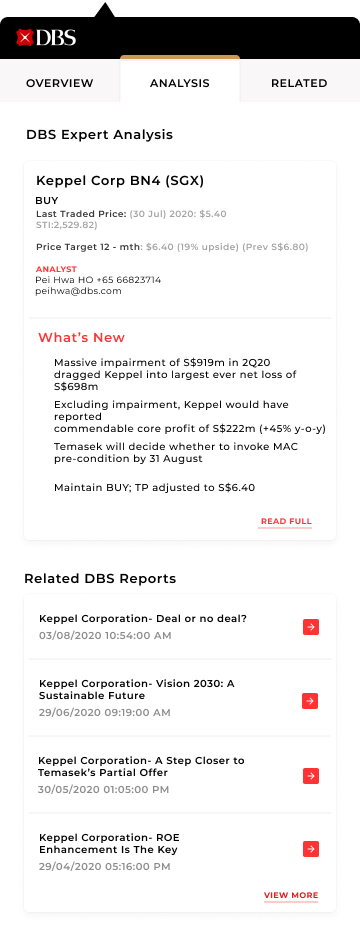 DBS
OVERVIEW
ANALYSIS
RELATED
DBS Expert Analysis
Keppel Corp BN4 (SGX)
BUY
Last Traded Price: (30 Jul) 2020: $5.40
STI:2,529.82)
Price Target 12 - mth: $6.40 (19% upside) (Prev S$6.80)
ANALYST
Pei Hwa HO +65 66823714
peihwa@dbs.com
What's New
Massive impairment of S$919m in 2Q20
dragged Keppel into largest ever net loss of
S$698m
Excluding impairment, Keppel would have
reported
commendable core profit of S$222m (+45% y-o-y)
Temasek will decide whether to invoke MAC
pre-condition by 31 August
Maintain BUY; TP adjusted to S$6.40
READ FULL
Related DBS Reports
Keppel Corporation- Deal or no deal?
03/08/2020 10:54:00 AM
Keppel Corporation- Vision 2030: A
Sustainable Future
29/06/2020 09:19:00 AM
Keppel Corporation- A Step Closer to
Temasek's Partial Offer
30/05/2020 01:05:00 PM
Keppel Corporation- ROE
Enhancement Is The Key
29/04/2020 05:16:00 PM
VIEW MORE